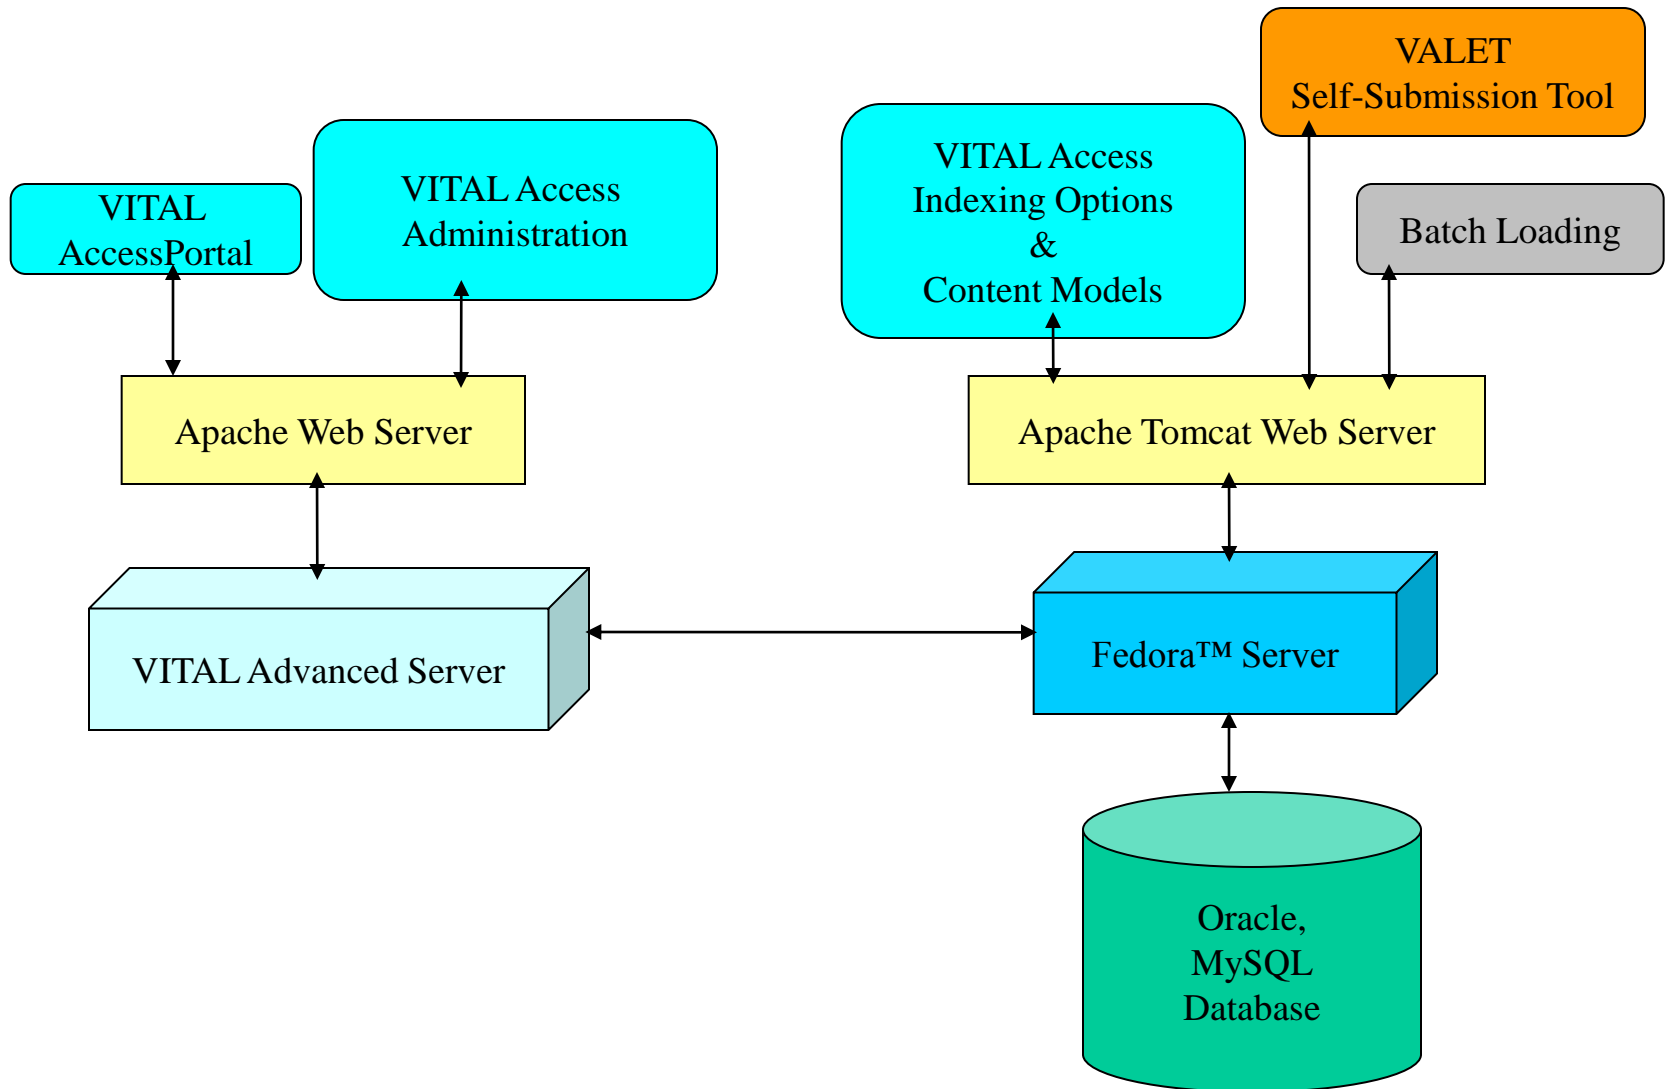 VALET
Self-Submission Tool
VITAL Access
Indexing Options
&
Content Models
VITAL Access
Administration
VITAL
AccessPortal
Batch Loading
Apache Web Server
Apache Tomcat Web Server
VITAL Advanced Server
Fedora™ Server
Oracle,
MySQL
Database